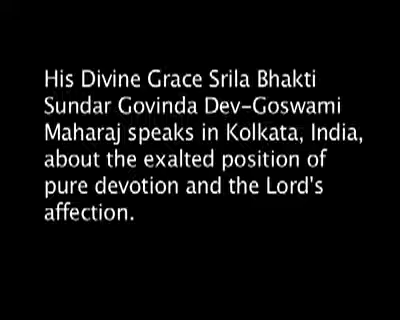 His Divine Grace Srila Bhakti
Sundar Govinda Dev-Goswami
Maharaj speaks in Kolkata, India,
about the exalted position of
pure devotion and the Lord's
affection.